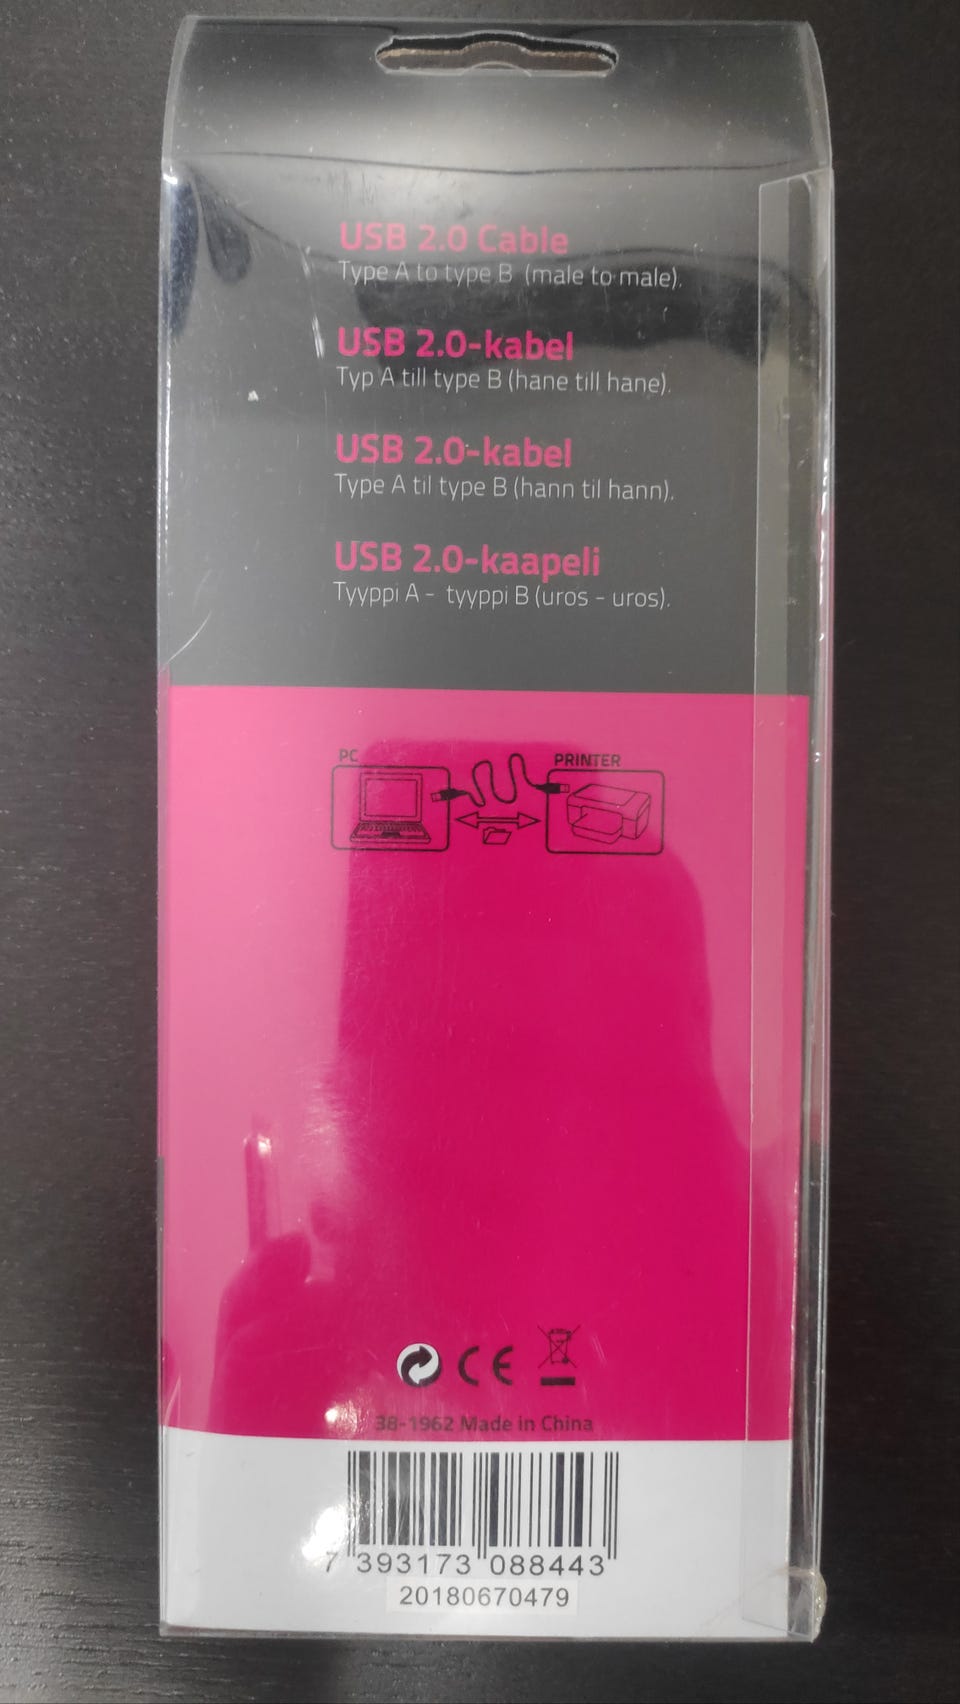 USB 2.0 Cable
Type A to type B (male to male).
USB 2.0-kabel
Typ A till type B (hane till hane).
USB 2.0-kabel
Type A til type B (hann til hann).
USB 2.0-kaapeli
Tyyppi A - tyyppi B (uros - uros).
PC
PRINTER
CE
38-1962 Made in China
7 393173 088443
20180670479